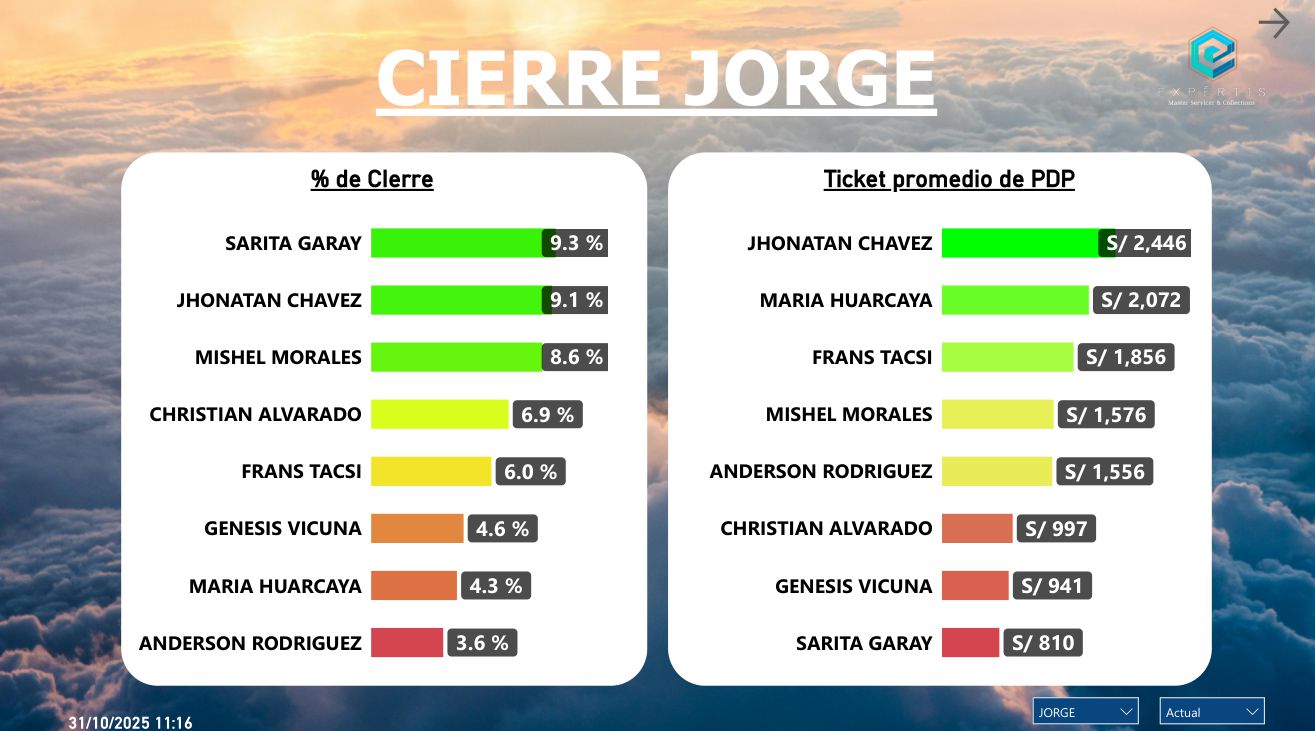 CIERRE JORGE
EXPERTIS
Master Servicer & Collections
% de Cierre
SARITA GARAY 9.3 %
JHONATAN CHAVEZ 9.1 %
MISHEL MORALES 8.6 %
CHRISTIAN ALVARADO 6.9 %
FRANS TACSI 6.0 %
GENESIS VICUNA 4.6 %
MARIA HUARCAYA 4.3 %
ANDERSON RODRIGUEZ 3.6 %
Ticket promedio de PDP
JHONATAN CHAVEZ S/ 2,446
MARIA HUARCAYA S/ 2,072
FRANS TACSI S/ 1,856
MISHEL MORALES S/ 1,576
ANDERSON RODRIGUEZ S/ 1,556
CHRISTIAN ALVARADO S/ 997
GENESIS VICUNA S/ 941
SARITA GARAY S/ 810
31/10/2025 11:16
JORGE
Actual